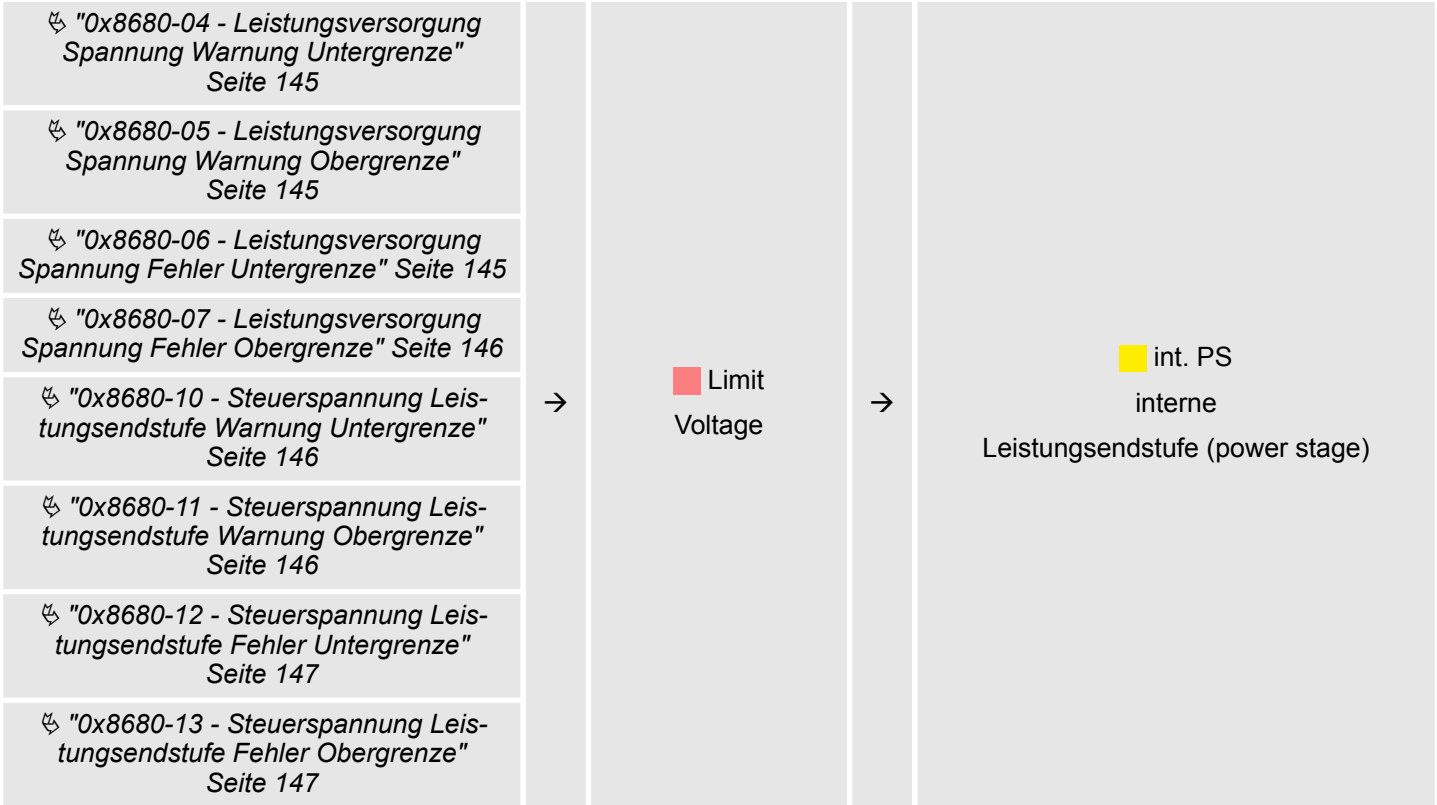 ↳ "0x8680-04 - Leistungsversorgung
Spannung Warnung Untergrenze"
Seite 145
↳ "0x8680-05 - Leistungsversorgung
Spannung Warnung Obergrenze"
Seite 145
↳ "0x8680-06 - Leistungsversorgung
Spannung Fehler Untergrenze" Seite 145
↳ "0x8680-07 - Leistungsversorgung
Spannung Fehler Obergrenze" Seite 146
↳ "0x8680-10 - Steuerspannung Leis-
tungsendstufe Warnung Untergrenze"
Seite 146
↳ "0x8680-11 - Steuerspannung Leis-
tungsendstufe Warnung Obergrenze"
Seite 146
↳ "0x8680-12 - Steuerspannung Leis-
tungsendstufe Fehler Untergrenze"
Seite 147
↳ "0x8680-13 - Steuerspannung Leis-
tungsendstufe Fehler Obergrenze"
Seite 147
→
Limit
Voltage
→
int. PS
interne
Leistungsendstufe (power stage)